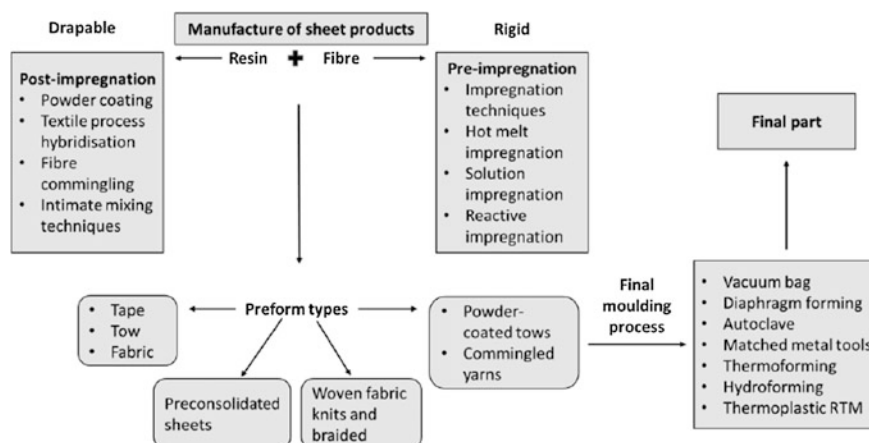 Drapable
Manufacture of sheet products
Rigid
Resin + Fibre
Post-impregnation
• Powder coating
• Textile process
hybridisation
• Fibre
commingling
• Intimate mixing
techniques
Pre-impregnation
• Impregnation
techniques
• Hot melt
impregnation
• Solution
impregnation
• Reactive
impregnation
Final part
Preform types
• Tape
• Tow
• Fabric
Preconsolidated
sheets
Woven fabric
knits and
braided
• Powder-
coated tows
• Commingled
yarns
Final
moulding
process
• Vacuum bag
• Diaphragm forming
• Autoclave
• Matched metal tools
• Thermoforming
• Hydroforming
• Thermoplastic RTM